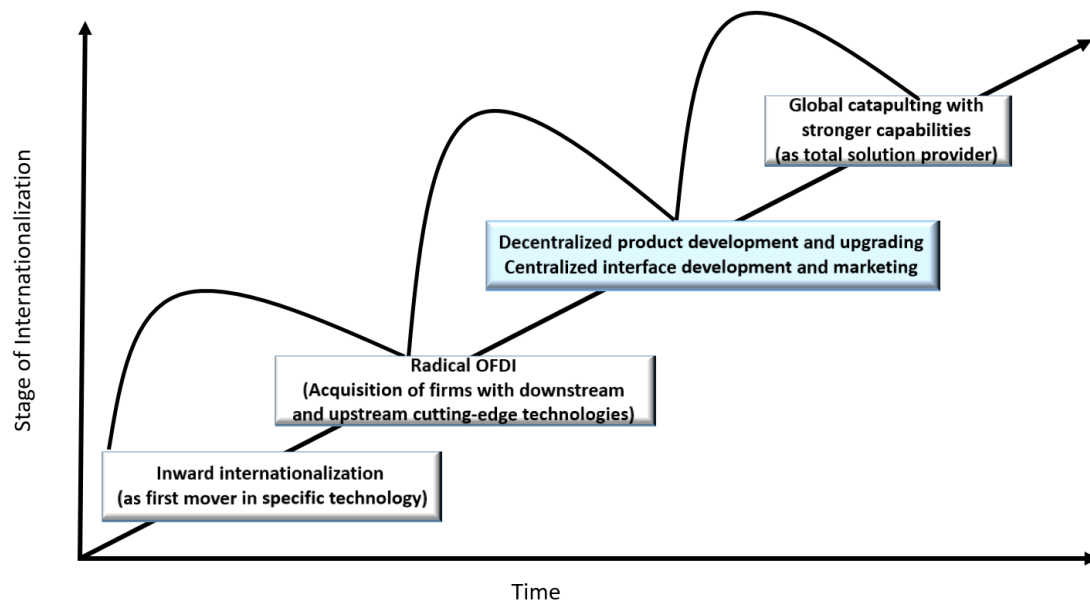 Stage of Internationalization
Global catapulting with
stronger capabilities
(as total solution provider)
Decentralized product development and upgrading
Centralized interface development and marketing
Radical OFDI
(Acquisition of firms with downstream
and upstream cutting-edge technologies)
Inward internationalization
(as first mover in specific technology)
Time